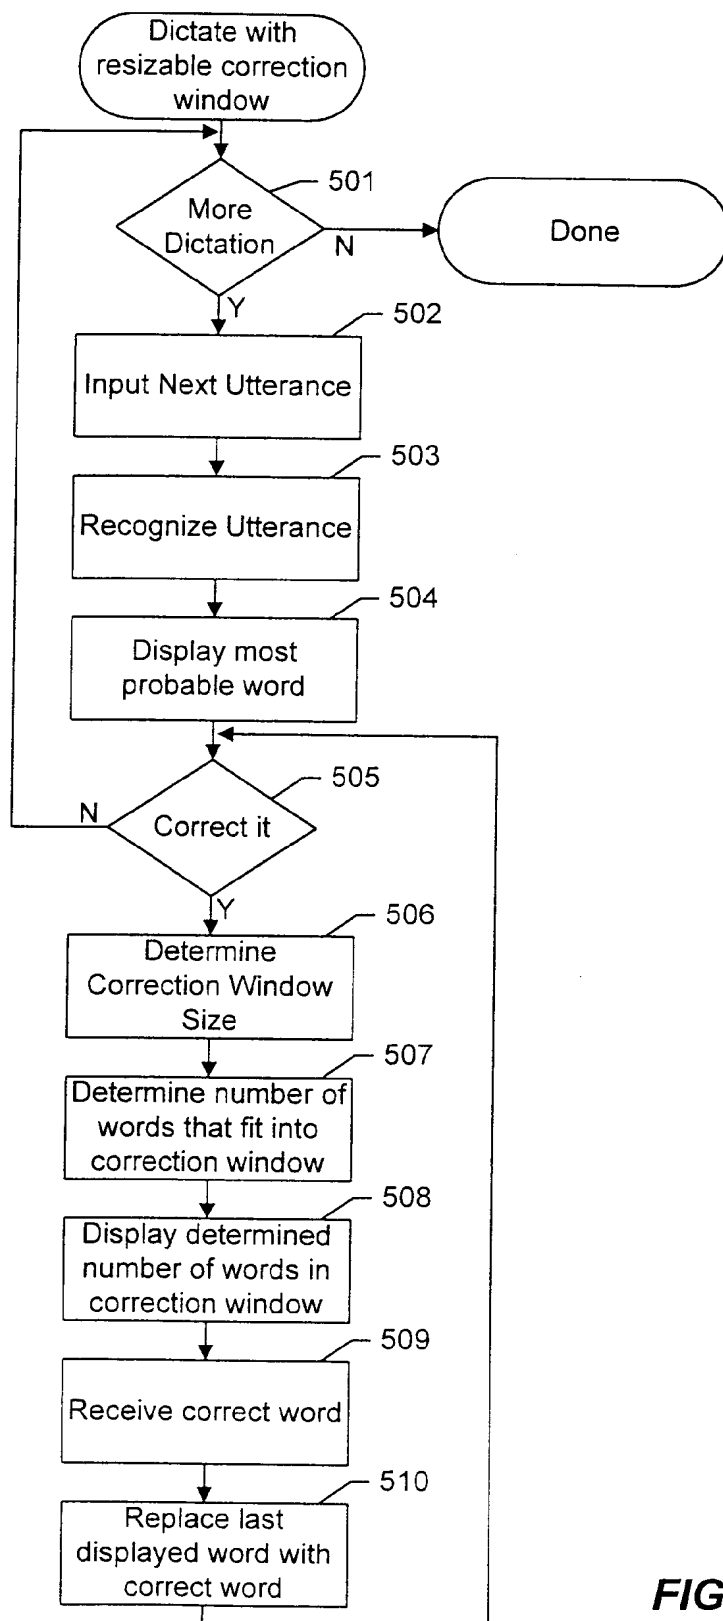 Dictate with
resizable correction
window
501
More
Dictation
N
Done
Y
502
Input Next Utterance
503
Recognize Utterance
504
Display most
probable word
505
N
Correct it
Y
506
Determine
Correction Window
Size
507
Determine number of
words that fit into
correction window
508
Display determined
number of words in
correction window
509
Receive correct word
510
Replace last
displayed word with
correct word
FIG